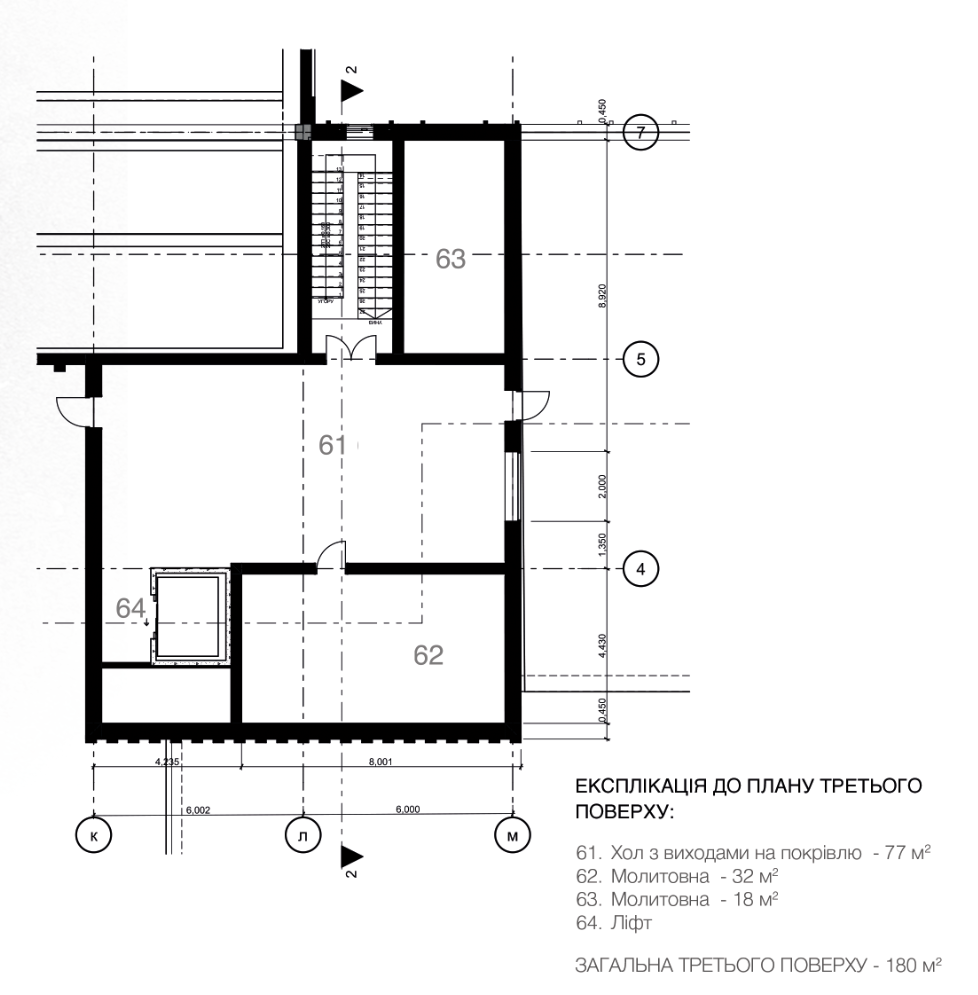 2
0,450
7
63
8,920
УГОРУ
ВНИЗ
5
61
2,000
1,350
4
64
62
4,430
0,450
4,235
8,001
6,002
6,000
К
Л
М
2
ЕКСПЛІКАЦІЯ ДО ПЛАНУ ТРЕТЬОГО
ПОВЕРХУ:
61. Хол з виходами на покрівлю - 77 м²
62. Молитовна - 32 м²
63. Молитовна - 18 м²
64. Ліфт
ЗАГАЛЬНА ТРЕТЬОГО ПОВЕРХУ - 180 м²